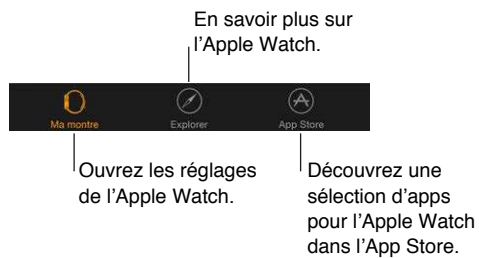 En savoir plus sur
l'Apple Watch.
Ma montre
Explorer
App Store
Ouvrez les réglages
de l'Apple Watch.
Découvrez une
sélection d'apps
pour l'Apple Watch
dans l'App Store.